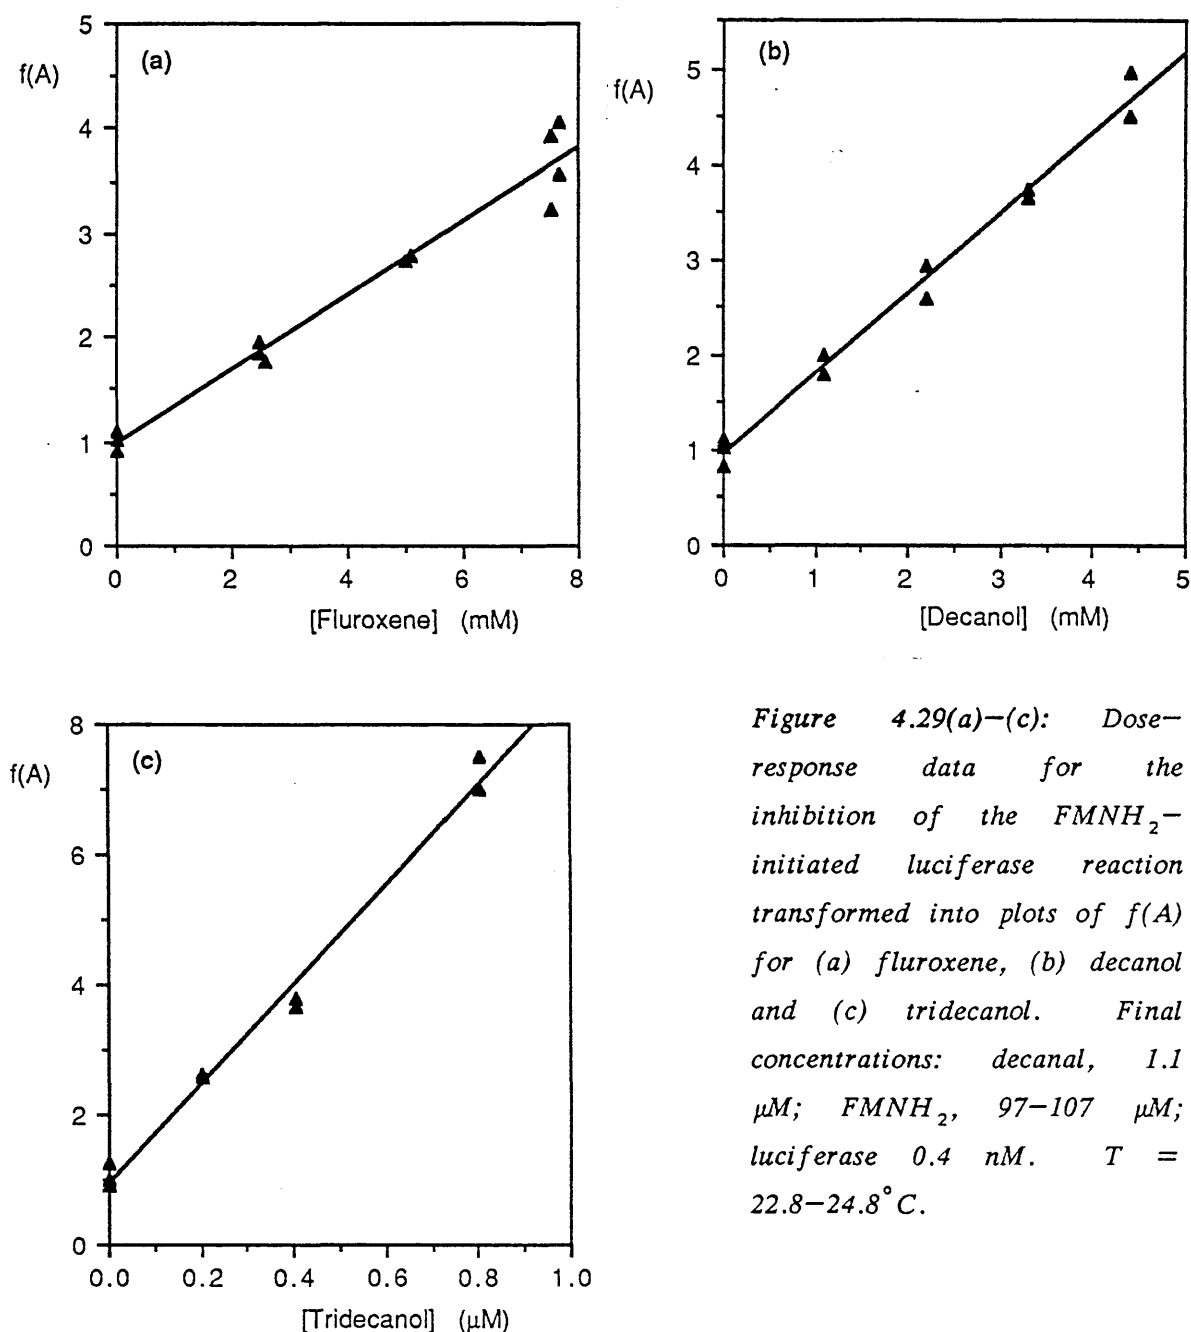 (a)
f(A)
5
4
3
2
1
0
0 2 4 6 8
[Fluroxene] (mM)
(b)
f(A)
5
4
3
2
1
0
0 1 2 3 4 5
[Decanol] (mM)
(c)
f(A)
8
6
4
2
0
0.0 0.2 0.4 0.6 0.8 1.0
[Tridecanol] (μM)
Figure 4.29(a)−(c): Dose−
response data for the
inhibition of the FMNH₂−
initiated luciferase reaction
transformed into plots of f(A)
for (a) fluroxene, (b) decanol
and (c) tridecanol. Final
concentrations: decanal, 1.1
μM; FMNH₂, 97−107 μM;
luciferase 0.4 nM. T =
22.8−24.8°C.